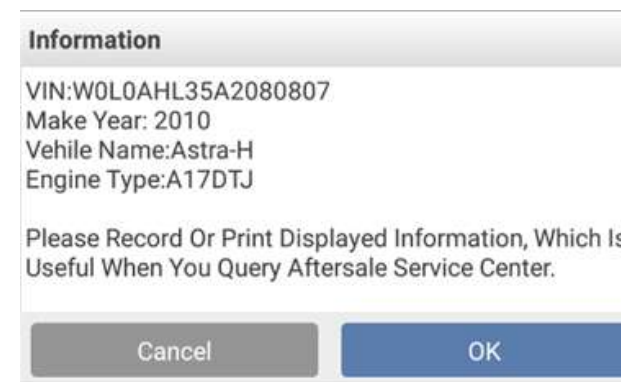 Information
VIN:W0L0AHL35A2080807
Make Year: 2010
Vehile Name:Astra-H
Engine Type:A17DTJ
Please Record Or Print Displayed Information, Which Is
Useful When You Query Aftersale Service Center.
Cancel
OK